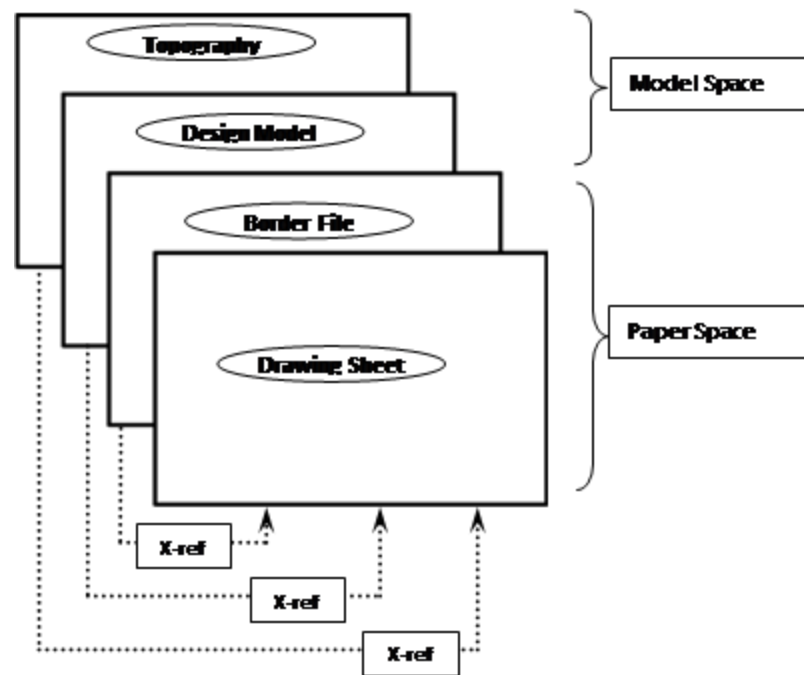 Topography
Model Space
Design Model
Border File
Paper Space
Drawing Sheet
X-ref
X-ref
X-ref